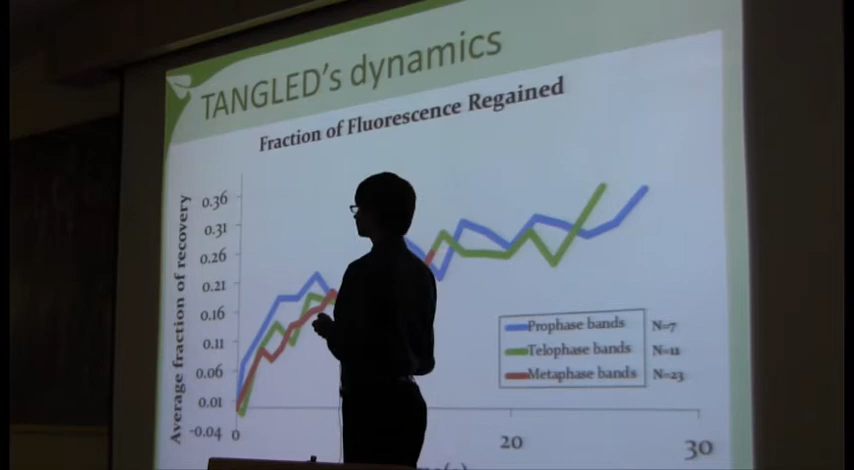 TANGLED's dynamics
Fraction of Fluorescence Regained
Average fraction of recovery
0.36
0.31
0.26
0.21
0.16
0.11
0.06
0.01
-0.04
0
20
30
Prophase bands N=7
Telophase bands N=11
Metaphase bands N=23